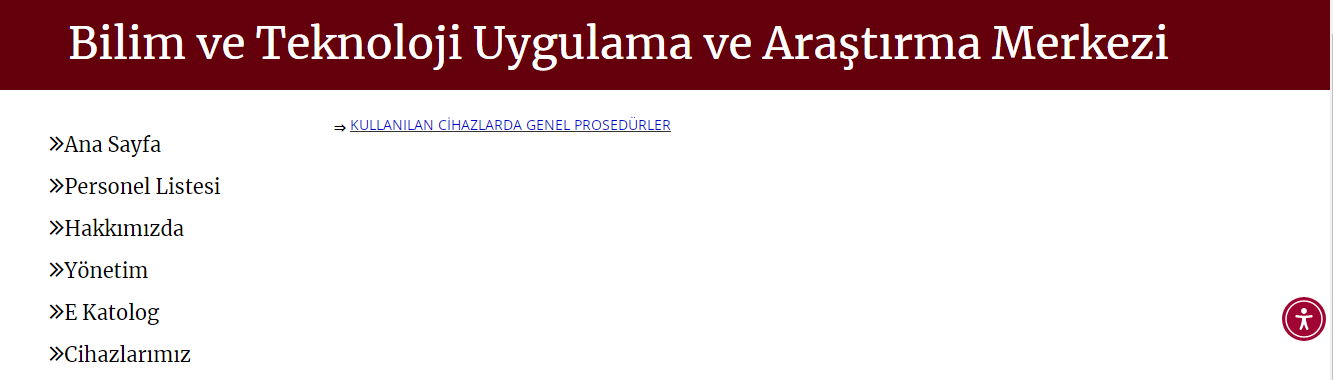 Bilim ve Teknoloji Uygulama ve Araştırma Merkezi
⇒ KULLANILAN CİHAZLARDA GENEL PROSEDÜRLER
»Ana Sayfa
»Personel Listesi
»Hakkımızda
»Yönetim
»E Katolog
»Cihazlarımız